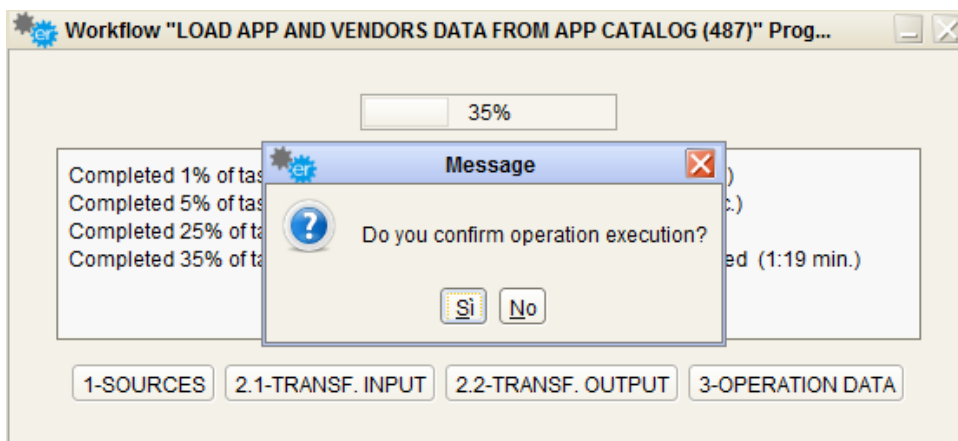 Workflow "LOAD APP AND VENDORS DATA FROM APP CATALOG (487)" Prog...
35%
Completed 1% of tas )
Completed 5% of tas c.)
Completed 25% of ta
Completed 35% of ta ed (1:19 min.)
er
Message
Do you confirm operation execution?
Sì No
1-SOURCES 2.1-TRANSF. INPUT 2.2-TRANSF. OUTPUT 3-OPERATION DATA